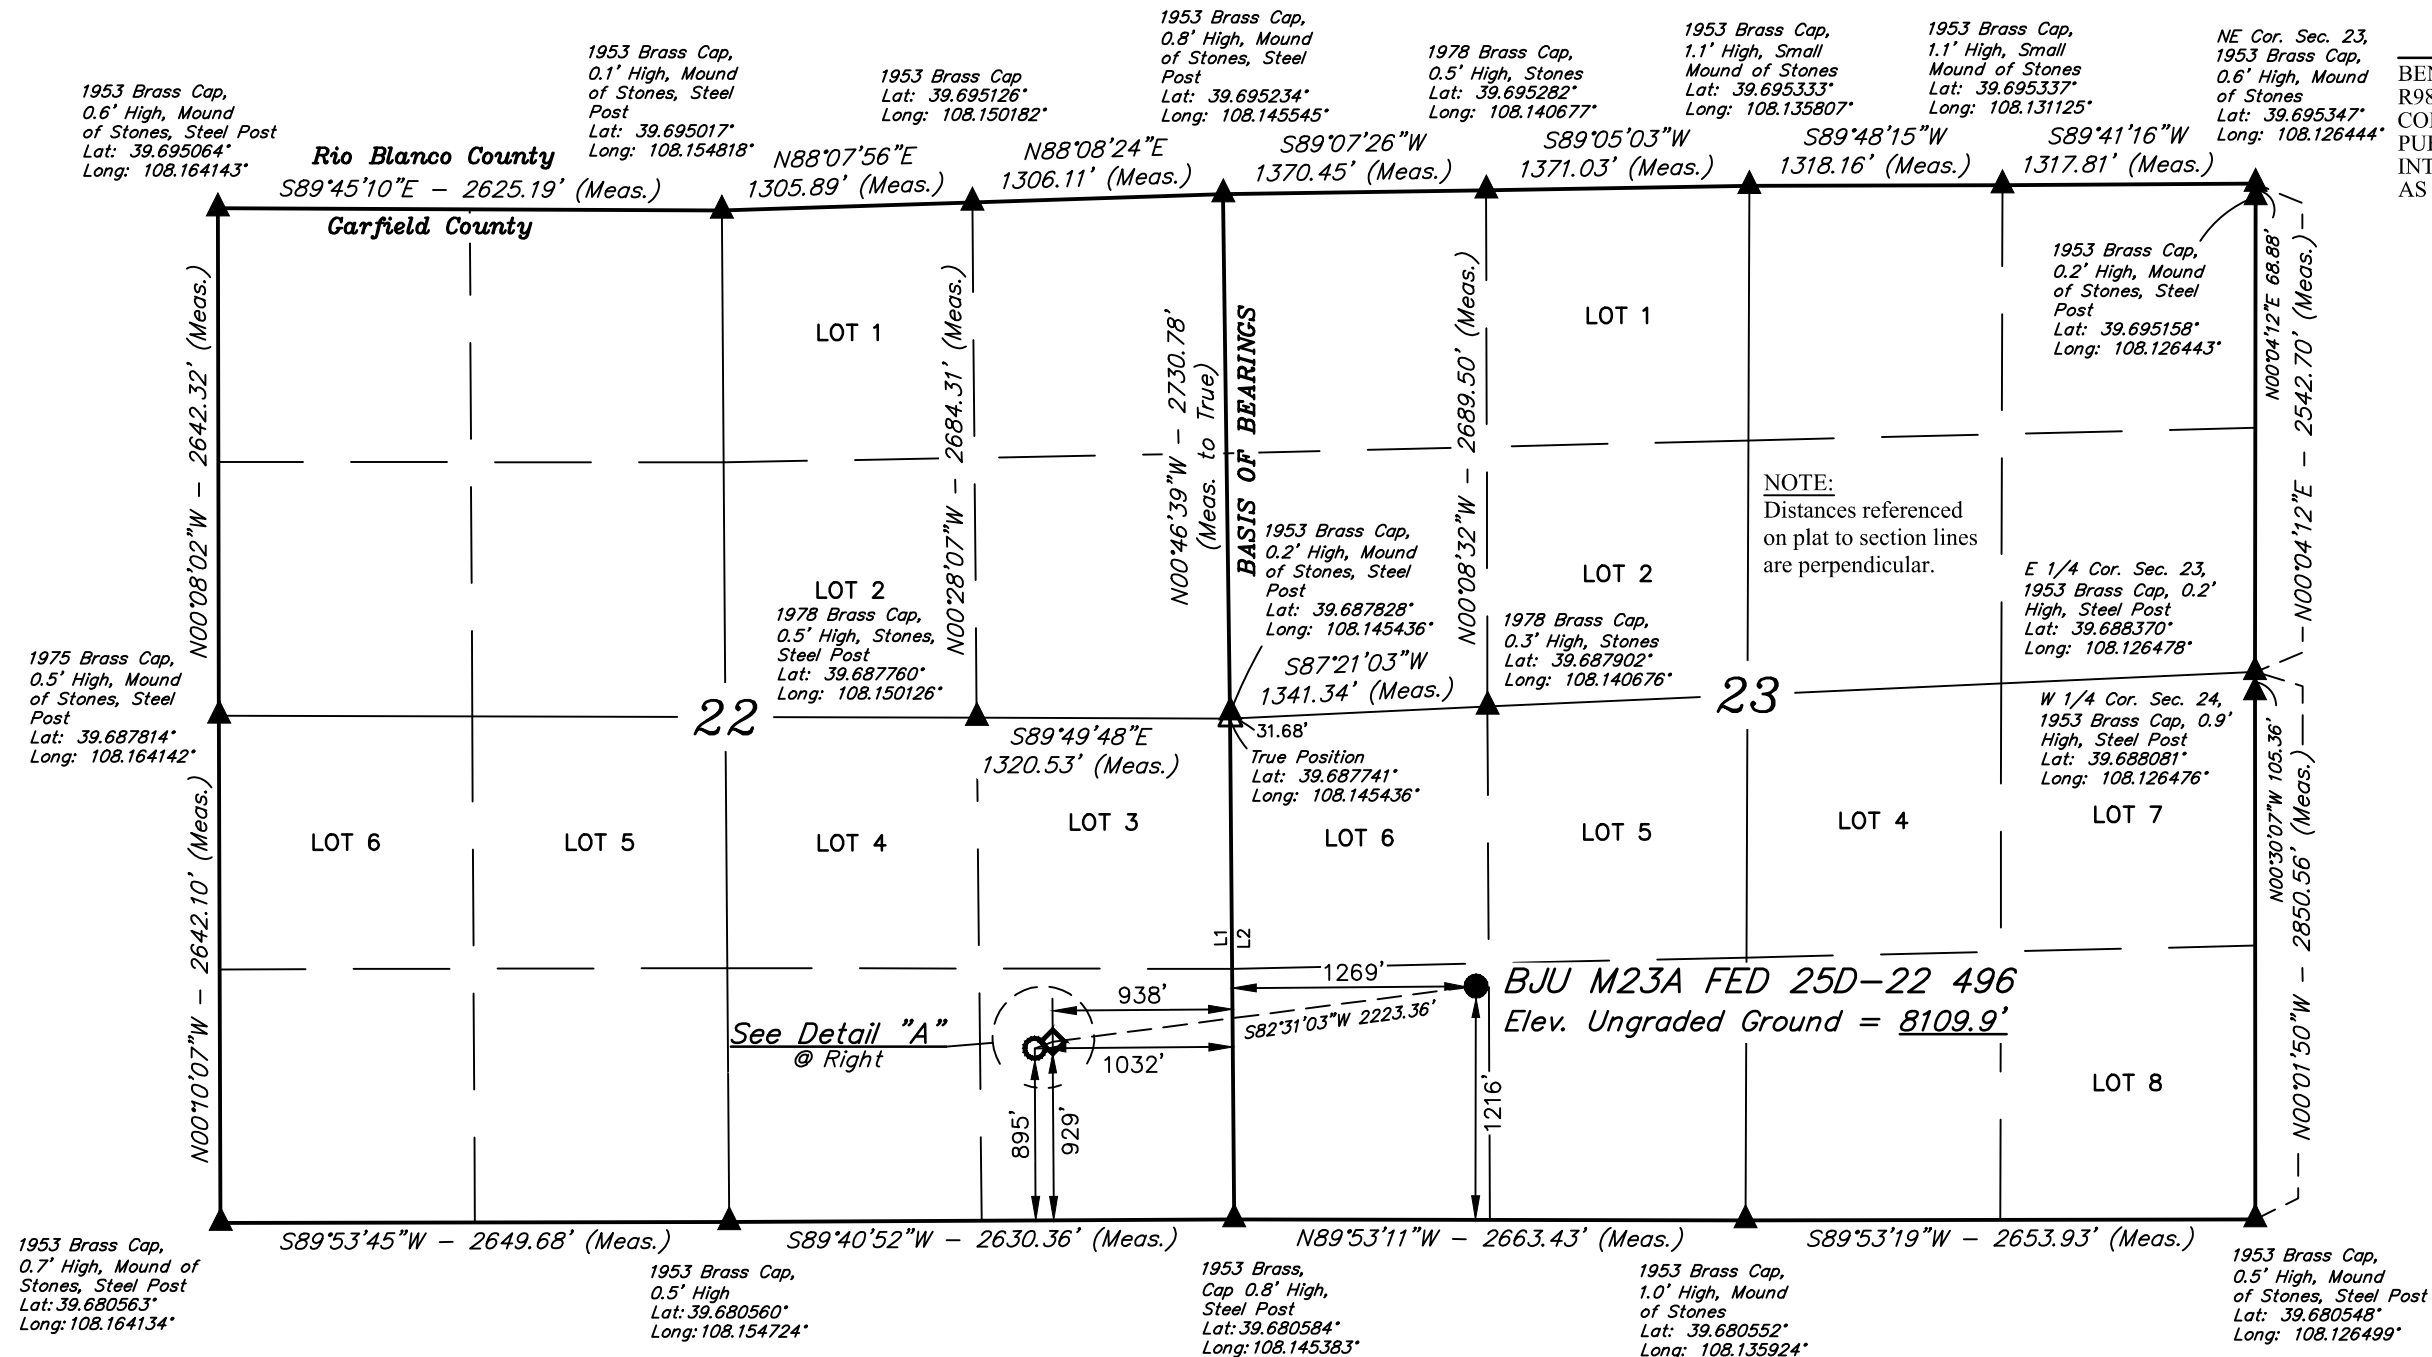 1953 Brass Cap,
0.6' High, Mound
of Stones, Steel Post
Lat: 39.695064°
Long: 108.164143°
1953 Brass Cap,
0.1' High, Mound
of Stones, Steel
Post
Lat: 39.695017°
Long: 108.154818°
1953 Brass Cap
Lat: 39.695126°
Long: 108.150182°
1953 Brass Cap,
0.8' High, Mound
of Stones, Steel
Post
Lat: 39.695234°
Long: 108.145545°
1978 Brass Cap,
0.5' High, Stones
Lat: 39.695282°
Long: 108.140677°
1953 Brass Cap,
1.1' High, Small
Mound of Stones
Lat: 39.695333°
Long: 108.135807°
1953 Brass Cap,
1.1' High, Small
Mound of Stones
Lat: 39.695337°
Long: 108.131125°
NE Cor. Sec. 23,
1953 Brass Cap,
0.6' High, Mound
of Stones
Lat: 39.695347°
Long: 108.126444°
R98
AS
Rio Blanco County
S89°45'10"E - 2625.19' (Meas.)
Garfield County
N88°07'56"E
1305.89' (Meas.)
N88°08'24"E
1306.11' (Meas.)
S89°07'26"W
1370.45' (Meas.)
S89°05'03"W
1371.03' (Meas.)
S89°48'15"W
1318.16' (Meas.)
S89°41'16"W
1317.81' (Meas.)
N00°08'02"W - 2642.32' (Meas.)
LOT 1
N00°28'07"W - 2684.31' (Meas.)
N00°46'39"W - 2730.78'
(Meas. to True)
BASIS OF BEARINGS
N00°08'32"W - 2689.50' (Meas.)
LOT 1
1953 Brass Cap,
0.2' High, Mound
of Stones, Steel
Post
Lat: 39.695158°
Long: 108.126443°
N00°04'12"E 68.88'
N00°04'12"E - 2542.70' (Meas.)
NOTE:
Distances referenced
on plat to section lines
are perpendicular.
LOT 2
1978 Brass Cap,
0.5' High, Stones,
Steel Post
Lat: 39.687760°
Long: 108.150126°
1953 Brass Cap,
0.2' High, Mound
of Stones, Steel
Post
Lat: 39.687828°
Long: 108.145436°
S87°21'03"W
1341.34' (Meas.)
LOT 2
1978 Brass Cap,
0.3' High, Stones
Lat: 39.687902°
Long: 108.140676°
E 1/4 Cor. Sec. 23,
1953 Brass Cap, 0.2'
High, Steel Post
Lat: 39.688370°
Long: 108.126478°
1975 Brass Cap,
0.5' High, Mound
of Stones, Steel
Post
Lat: 39.687814°
Long: 108.164142°
22
23
S89°49'48"E
1320.53' (Meas.)
31.68'
True Position
Lat: 39.687741°
Long: 108.145436°
W 1/4 Cor. Sec. 24,
1953 Brass Cap, 0.9'
High, Steel Post
Lat: 39.688081°
Long: 108.126476°
N00°30'07"W 105.36'
N00°01'50"W - 2850.56' (Meas.)
N00°10'07"W - 2642.10' (Meas.)
LOT 6
LOT 5
LOT 4
LOT 3
LOT 6
LOT 5
LOT 4
LOT 7
L1
L2
938'
1269'
BJU M23A FED 25D-22 496
S82°31'03"W 2223.36'
Elev. Ungraded Ground = 8109.9'
See Detail "A"
@ Right
1032'
895'
929'
1216'
LOT 8
S89°53'45"W - 2649.68' (Meas.)
S89°40'52"W - 2630.36' (Meas.)
N89°53'11"W - 2663.43' (Meas.)
S89°53'19"W - 2653.93' (Meas.)
1953 Brass Cap,
0.7' High, Mound of
Stones, Steel Post
Lat: 39.680563°
Long: 108.164134°
1953 Brass Cap,
0.5' High
Lat: 39.680560°
Long: 108.154724°
1953 Brass,
Cap 0.8' High,
Steel Post
Lat: 39.680584°
Long: 108.145383°
1953 Brass Cap,
1.0' High, Mound
of Stones
Lat: 39.680552°
Long: 108.135924°
1953 Brass Cap,
0.5' High, Mound
of Stones, Steel Post
Lat: 39.680548°
Long: 108.126499°